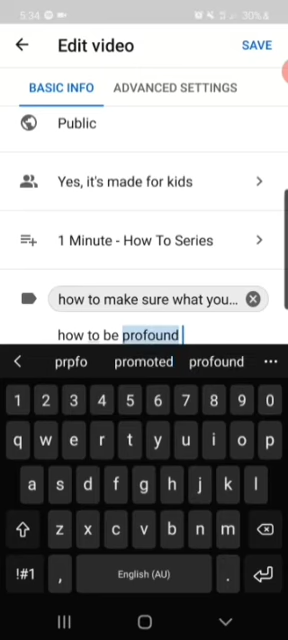 5:34
30%
Edit video
SAVE
BASIC INFO
ADVANCED SETTINGS
Public
Yes, it's made for kids
1 Minute - How To Series
how to make sure what you...
how to be profound
prpfo promoted profound
1 2 3 4 5 6 7 8 9 0
q w e r t y u i o p
a s d f g h j k l
z x c v b n m
!#1 , English (AU) .